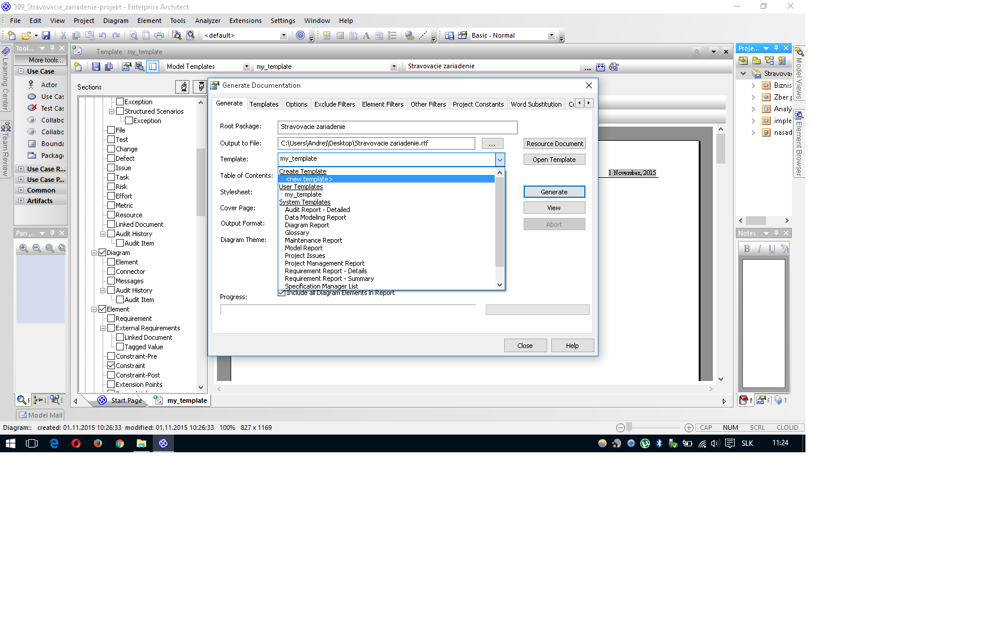 309_Stravovacie_zariadenie-projekt - Enterprise Architect
File Edit View Project Diagram Element Tools Analyzer Extensions Settings Window Help
<default> Basic - Normal
Tool...
More tools...
Use Case
Actor
Use Cas
Test Cas
Collabo
Collabo
Bounda
Package
Use Case R...
Use Case P...
Common
Artifacts
Learning Center
Team Review
Pan ...
Template : my_template
Model Templates my_template Stravovacie zariadenie ...
Sections
Exception
Structured Scenarios
Exception
File
Test
Change
Defect
Issue
Task
Risk
Effort
Metric
Resource
Linked Document
Audit History
Audit Item
Diagram
Element
Connector
Messages
Audit History
Audit Item
Element
Requirement
External Requirements
Linked Document
Tagged Value
Constraint-Pre
Constraint
Constraint-Post
Extension Points
Generate Documentation
Generate Templates Options Exclude Filters Element Filters Other Filters Project Constants Word Substitution
Root Package: Stravovacie zariadenie
Output to File: C:\Users\Andrej\Desktop\Stravovacie zariadenie.rtf ... Resource Document
Template: my_template Open Template
Table of Contents:
Stylesheet: Generate
Cover Page: View
Output Format: Abort
Diagram Theme:
Create Template
<new template>
User Templates
my_template
System Templates
Audit Report - Detailed
Data Modeling Report
Diagram Report
Glossary
Maintenance Report
Model Report
Project Issues
Project Management Report
Requirement Report - Details
Requirement Report - Summary
Specification Manager List
Include all Diagram Elements in Report
Progress:
Close Help
1 November, 2015
Proje...
Stravova
Biznis
Zber p
Analý
imple
nasad
Model Views
Element Browser
Notes
B I U A
Start Page my_template
Model Mail
Diagram:: created: 01.11.2015 10:26:33 modified: 01.11.2015 10:26:33 100% 827 x 1169
CAP NUM SCRL CLOUD
SLK 11:24